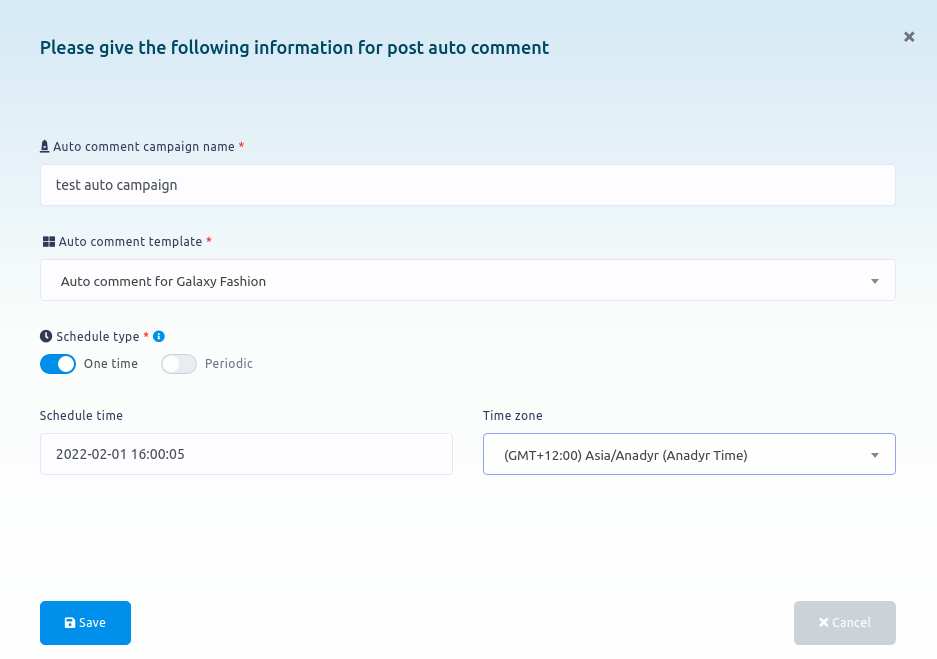 Please give the following information for post auto comment
Auto comment campaign name *
test auto campaign
Auto comment template *
Auto comment for Galaxy Fashion
Schedule type *
One time Periodic
Schedule time Time zone
2022-02-01 16:00:05 (GMT+12:00) Asia/Anadyr (Anadyr Time)
Save Cancel